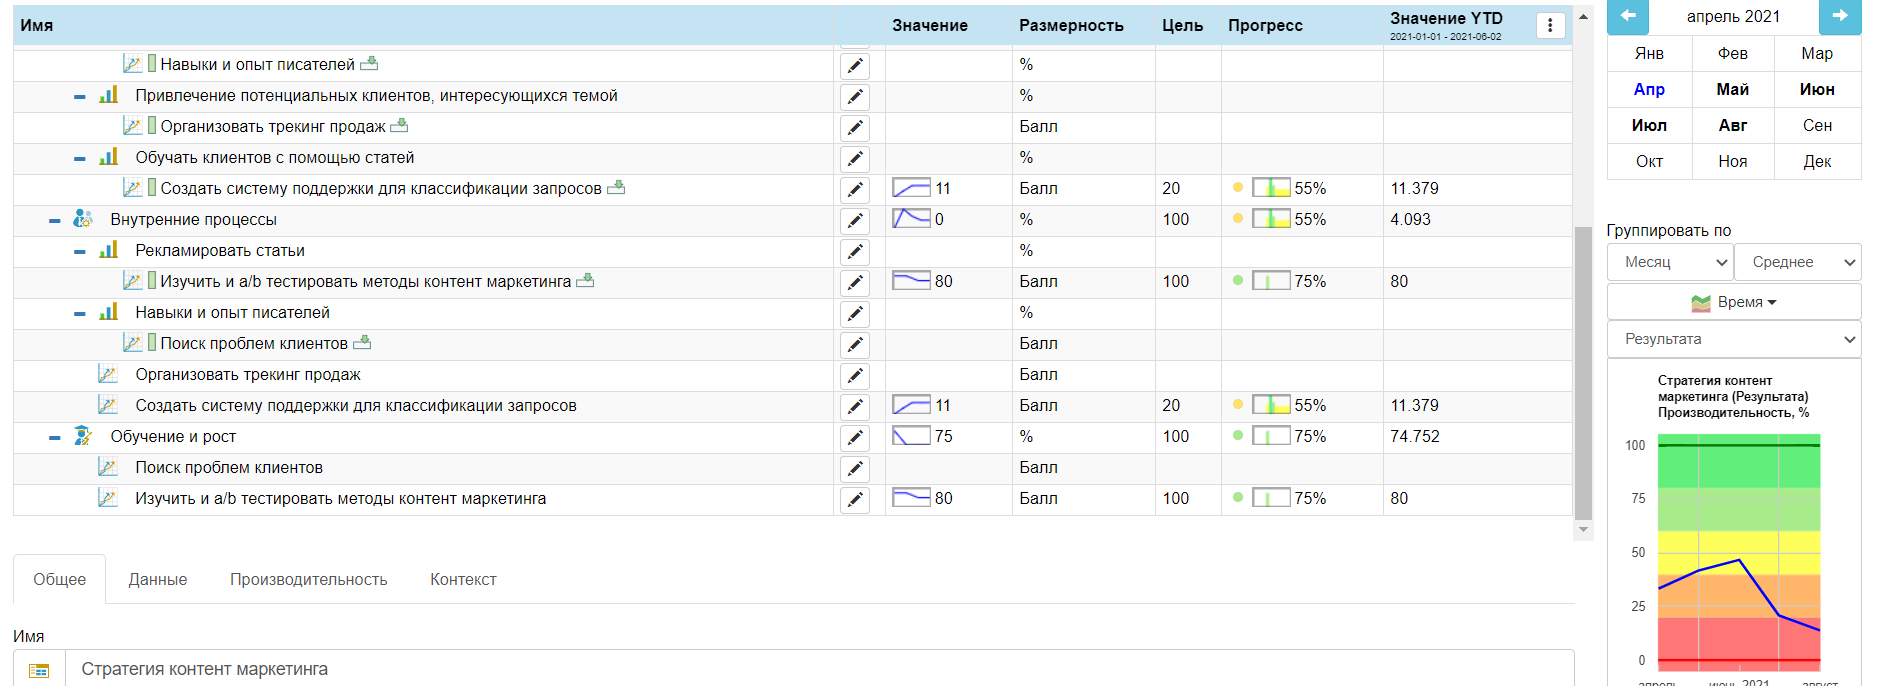 Имя Значение Размерность Цель Прогресс Значение YTD
2021-01-01 - 2021-06-02
Навыки и опыт писателей %
Привлечение потенциальных клиентов, интересующихся темой %
Организовать трекинг продаж Балл
Обучать клиентов с помощью статей %
Создать систему поддержки для классификации запросов 11 Балл 20 55% 11.379
Внутренние процессы 0 % 100 55% 4.093
Рекламировать статьи %
Изучить и a/b тестировать методы контент маркетинга 80 Балл 100 75% 80
Навыки и опыт писателей %
Поиск проблем клиентов Балл
Организовать трекинг продаж Балл
Создать систему поддержки для классификации запросов 11 Балл 20 55% 11.379
Обучение и рост 75 % 100 75% 74.752
Поиск проблем клиентов Балл
Изучить и a/b тестировать методы контент маркетинга 80 Балл 100 75% 80
Общее Данные Производительность Контекст
Имя
Стратегия контент маркетинга
апрель 2021
Янв Фев Мар
Апр Май Июн
Июл Авг Сен
Окт Ноя Дек
Группировать по
Месяц Среднее
Время
Результата
Стратегия контент
маркетинга (Результата)
Производительность, %
100
75
50
25
0
апрель июнь 2021 август